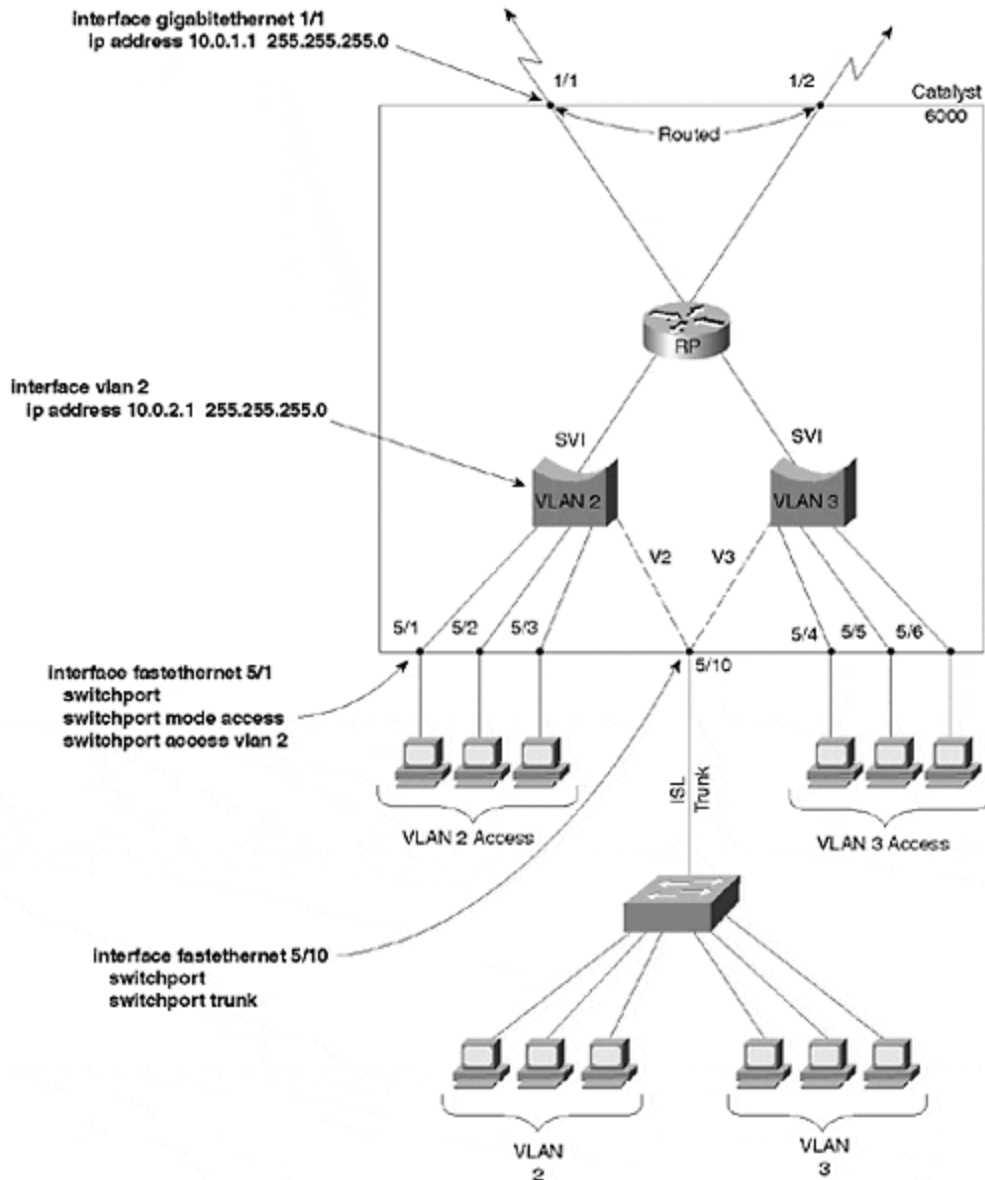 interface gigabitethernet 1/1
ip address 10.0.1.1 255.255.255.0
1/1
1/2
Catalyst
6000
Routed
RP
interface vlan 2
ip address 10.0.2.1 255.255.255.0
SVI
SVI
VLAN 2
VLAN 3
V2
V3
5/1
5/2
5/3
5/4
5/5
5/6
5/10
interface fastethernet 5/1
switchport
switchport mode access
switchport access vlan 2
ISL
Trunk
VLAN 2 Access
VLAN 3 Access
interface fastethernet 5/10
switchport
switchport trunk
VLAN
2
VLAN
3